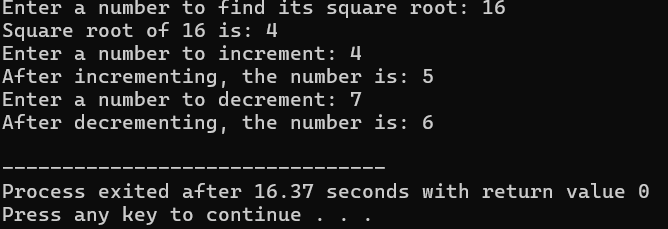 Enter a number to find its square root: 16
Square root of 16 is: 4
Enter a number to increment: 4
After incrementing, the number is: 5
Enter a number to decrement: 7
After decrementing, the number is: 6

--------------------------------
Process exited after 16.37 seconds with return value 0
Press any key to continue . . .